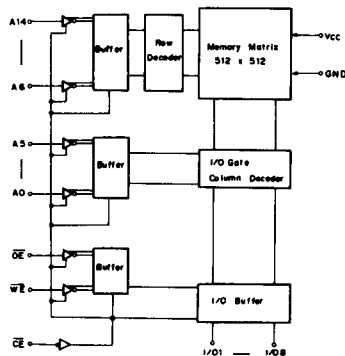 A14
Buffer
Row
Decoder
Memory Matrix
512 x 512
Vcc
GND
A6
A5
Buffer
I/O Gate
Column Decoder
A0
OE
Buffer
WE
I/O Buffer
CE
I/O1 — I/O8